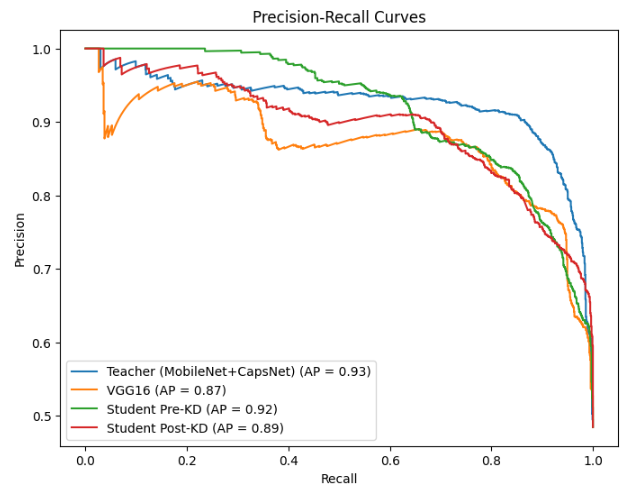 Precision-Recall Curves
1.0
0.9
0.8
0.7
0.6
0.5
Precision
Teacher (MobileNet+CapsNet) (AP = 0.93)
VGG16 (AP = 0.87)
Student Pre-KD (AP = 0.92)
Student Post-KD (AP = 0.89)
0.0 0.2 0.4 0.6 0.8 1.0
Recall